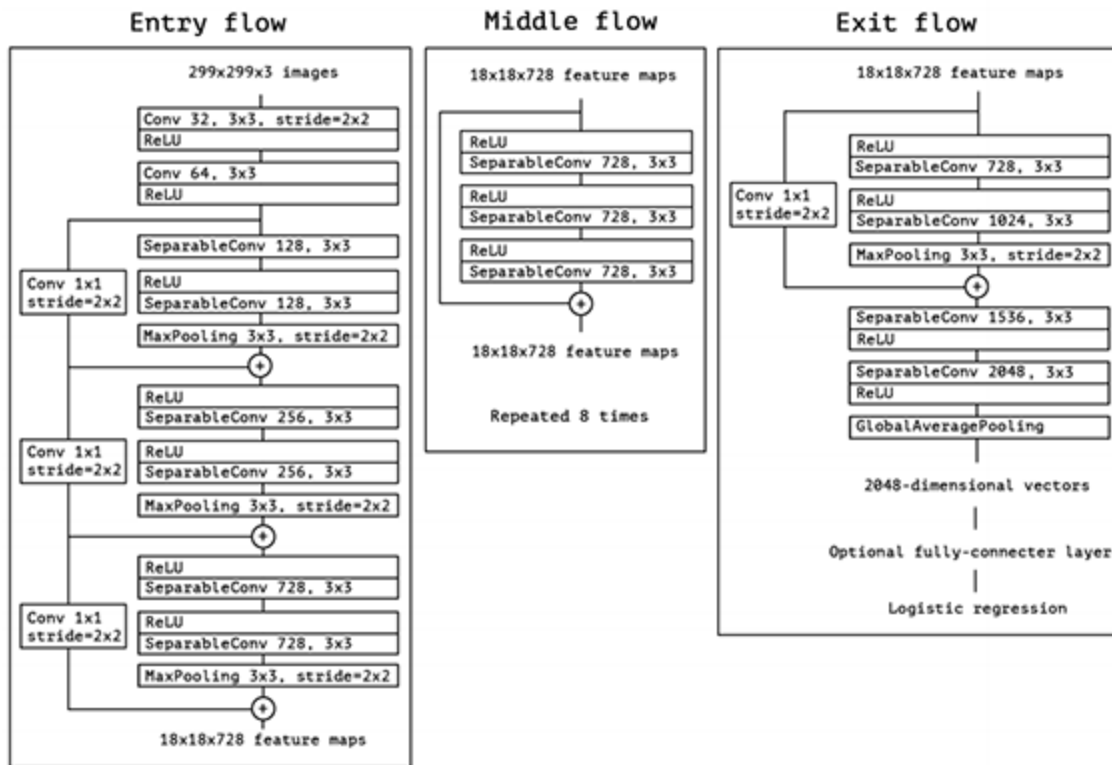 Entry flow
299x299x3 images
Conv 32, 3x3, stride=2x2
ReLU
Conv 64, 3x3
ReLU
SeparableConv 128, 3x3
Conv 1x1
stride=2x2
ReLU
SeparableConv 128, 3x3
MaxPooling 3x3, stride=2x2
+
ReLU
SeparableConv 256, 3x3
Conv 1x1
stride=2x2
ReLU
SeparableConv 256, 3x3
MaxPooling 3x3, stride=2x2
+
ReLU
SeparableConv 728, 3x3
Conv 1x1
stride=2x2
ReLU
SeparableConv 728, 3x3
MaxPooling 3x3, stride=2x2
+
18x18x728 feature maps
Middle flow
18x18x728 feature maps
ReLU
SeparableConv 728, 3x3
ReLU
SeparableConv 728, 3x3
ReLU
SeparableConv 728, 3x3
+
18x18x728 feature maps
Repeated 8 times
Exit flow
18x18x728 feature maps
ReLU
SeparableConv 728, 3x3
Conv 1x1
stride=2x2
ReLU
SeparableConv 1024, 3x3
MaxPooling 3x3, stride=2x2
+
SeparableConv 1536, 3x3
ReLU
SeparableConv 2048, 3x3
ReLU
GlobalAveragePooling
2048-dimensional vectors
Optional fully-connecter layer
Logistic regression